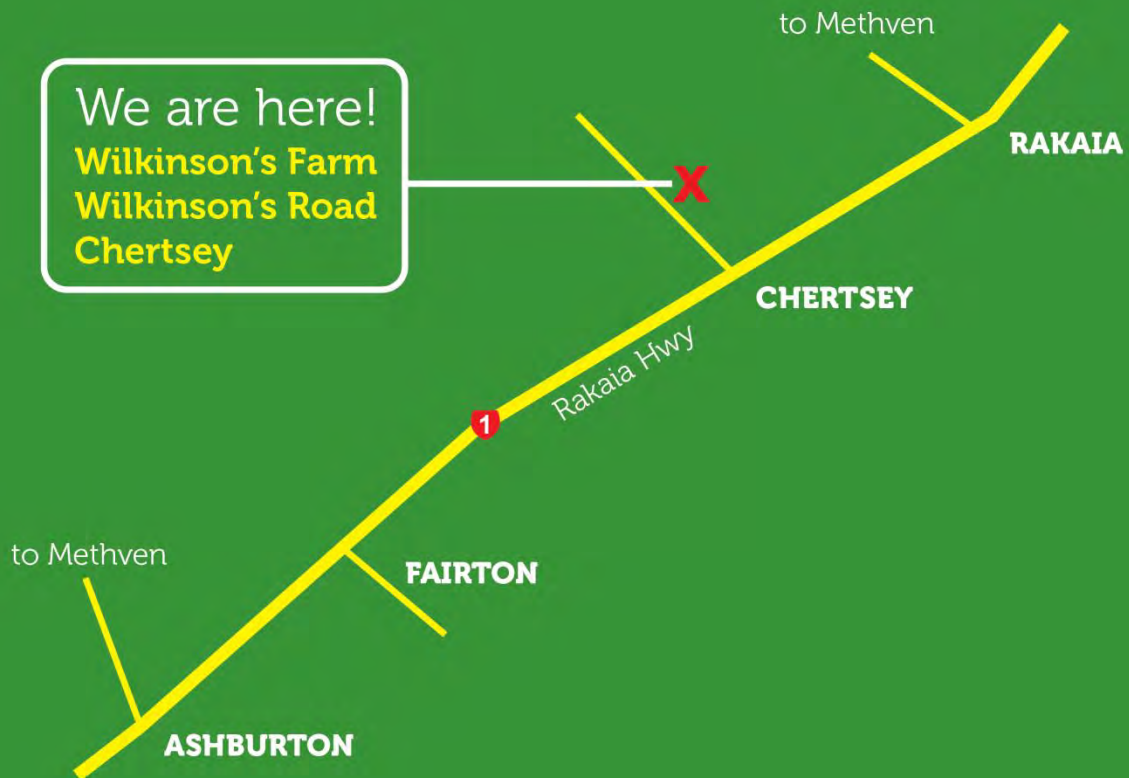 to Methven
We are here!
Wilkinson's Farm
Wilkinson's Road
Chertsey
RAKAIA
CHERTSEY
Rakaia Hwy
1
to Methven
FAIRTON
ASHBURTON